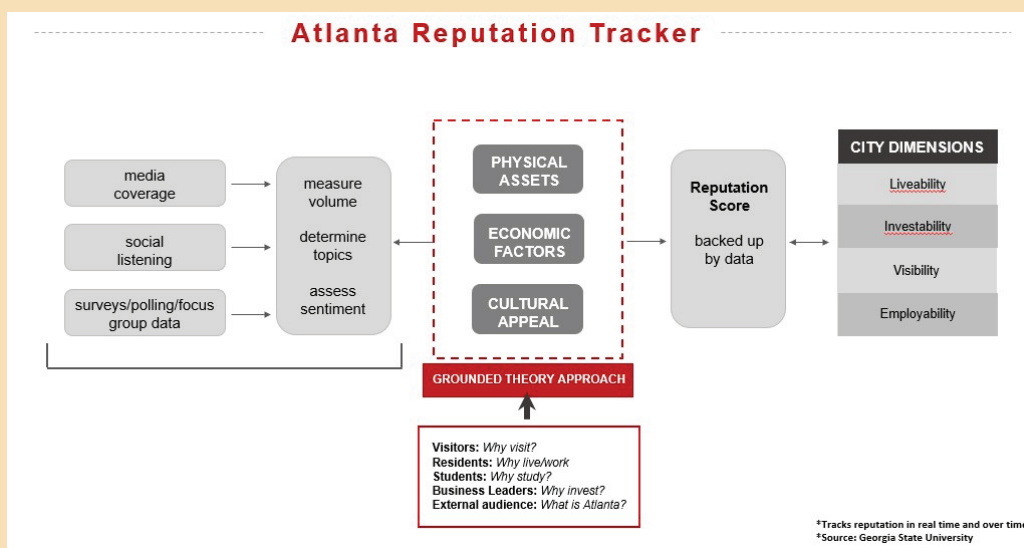 Atlanta Reputation Tracker
media
coverage
social
listening
surveys/polling/focus
group data
measure
volume
determine
topics
assess
sentiment
PHYSICAL
ASSETS
ECONOMIC
FACTORS
CULTURAL
APPEAL
GROUNDED THEORY APPROACH
Visitors: Why visit?
Residents: Why live/work
Students: Why study?
Business Leaders: Why invest?
External audience: What is Atlanta?
Reputation
Score
backed up
by data
CITY DIMENSIONS
Liveability
Investability
Visibility
Employability
*Tracks reputation in real time and over time
*Source: Georgia State University